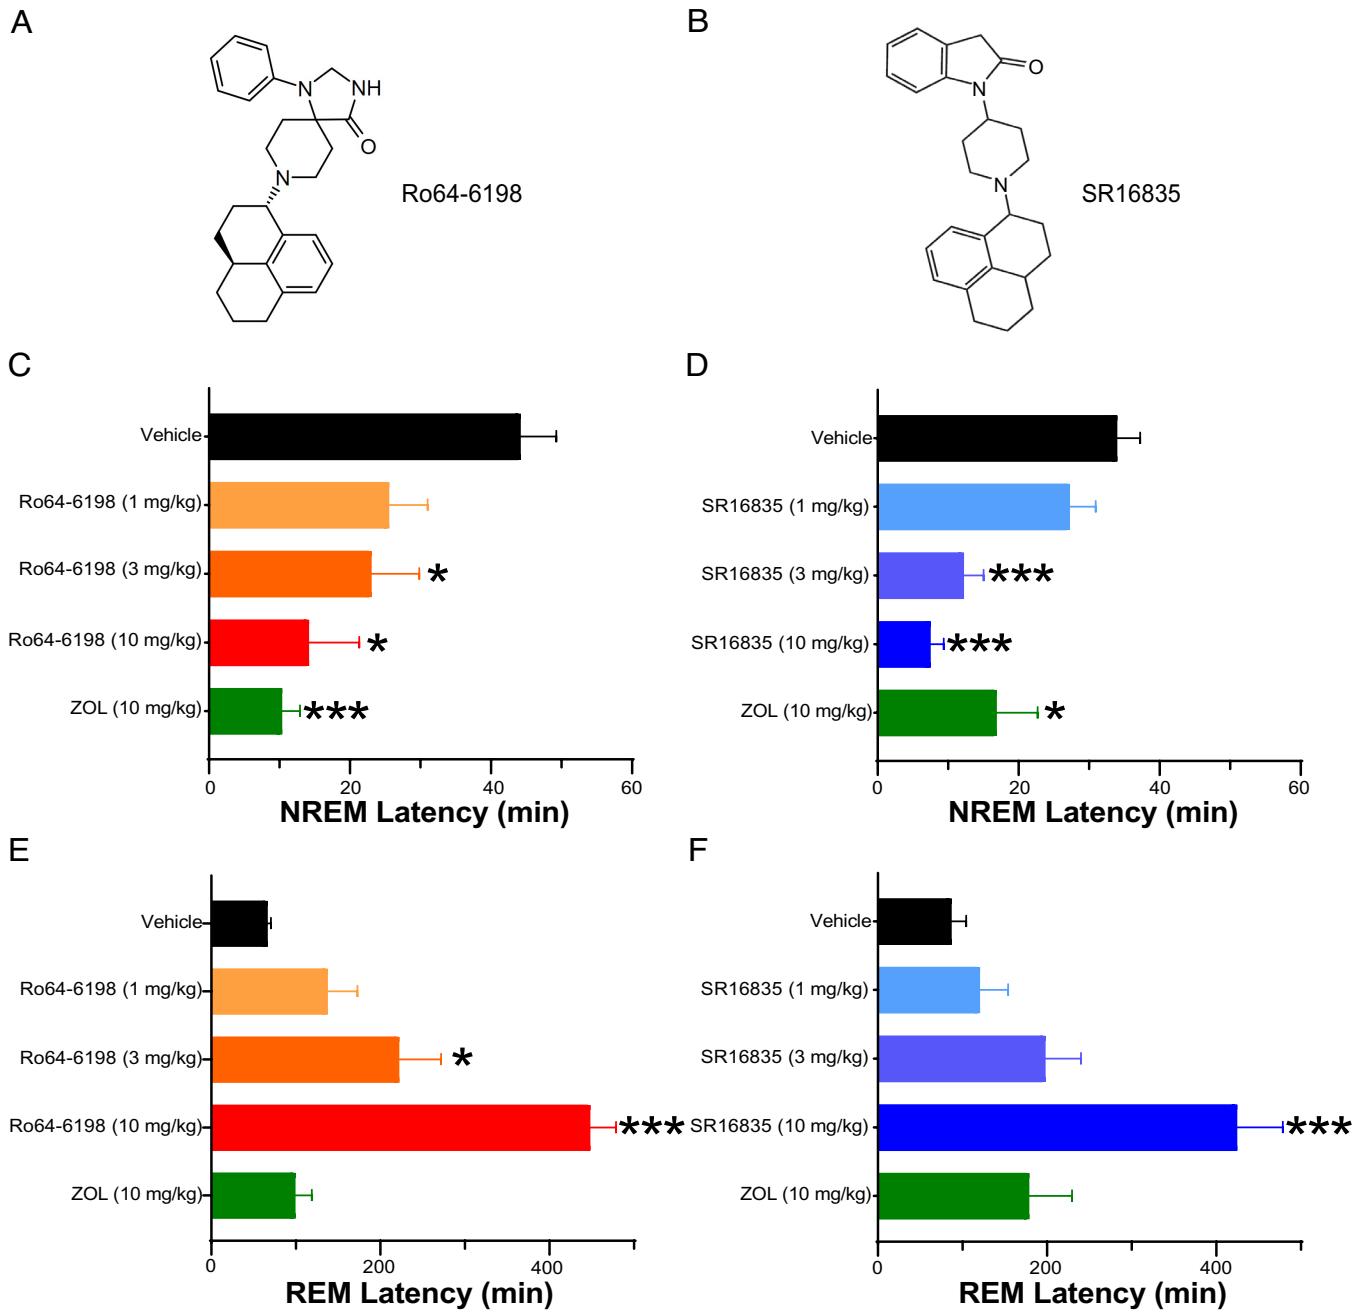 A
B
N
NH
O
N
Ro64-6198
O
N
N
SR16835
C
Vehicle
Ro64-6198 (1 mg/kg)
Ro64-6198 (3 mg/kg)
*
Ro64-6198 (10 mg/kg)
*
ZOL (10 mg/kg)
***
0 20 40 60
NREM Latency (min)
D
Vehicle
SR16835 (1 mg/kg)
SR16835 (3 mg/kg)
***
SR16835 (10 mg/kg)
***
ZOL (10 mg/kg)
*
0 20 40 60
NREM Latency (min)
E
Vehicle
Ro64-6198 (1 mg/kg)
Ro64-6198 (3 mg/kg)
*
Ro64-6198 (10 mg/kg)
***
ZOL (10 mg/kg)
0 200 400
REM Latency (min)
F
Vehicle
SR16835 (1 mg/kg)
SR16835 (3 mg/kg)
SR16835 (10 mg/kg)
***
ZOL (10 mg/kg)
0 200 400
REM Latency (min)